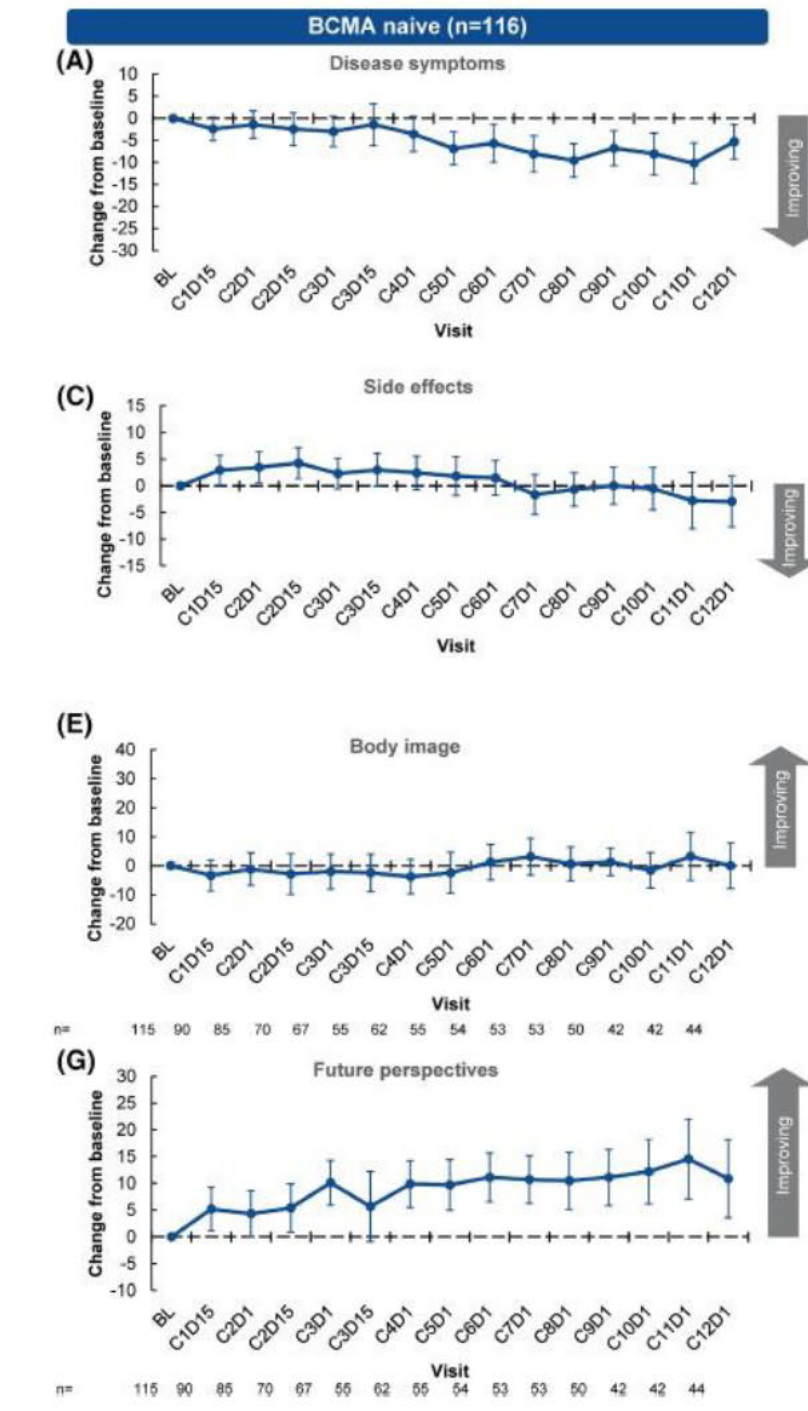 BCMA naive (n=116)
(A)
Disease symptoms
Change from baseline
10
5
0
-5
-10
-15
-20
-25
-30
BL C1D15 C2D1 C2D15 C3D1 C3D15 C4D1 C5D1 C6D1 C7D1 C8D1 C9D1 C10D1 C11D1 C12D1
Visit
Improving
(C)
Side effects
Change from baseline
15
10
5
0
-5
-10
-15
BL C1D15 C2D1 C2D15 C3D1 C3D15 C4D1 C5D1 C6D1 C7D1 C8D1 C9D1 C10D1 C11D1 C12D1
Visit
Improving
(E)
Body image
Change from baseline
40
30
20
10
0
-10
-20
BL C1D15 C2D1 C2D15 C3D1 C3D15 C4D1 C5D1 C6D1 C7D1 C8D1 C9D1 C10D1 C11D1 C12D1
Visit
Improving
n= 115 90 85 70 67 55 62 55 54 53 53 50 42 42 44
(G)
Future perspectives
Change from baseline
30
25
20
15
10
5
0
-5
-10
BL C1D15 C2D1 C2D15 C3D1 C3D15 C4D1 C5D1 C6D1 C7D1 C8D1 C9D1 C10D1 C11D1 C12D1
Visit
Improving
n= 115 90 85 70 67 55 62 55 54 53 53 50 42 42 44